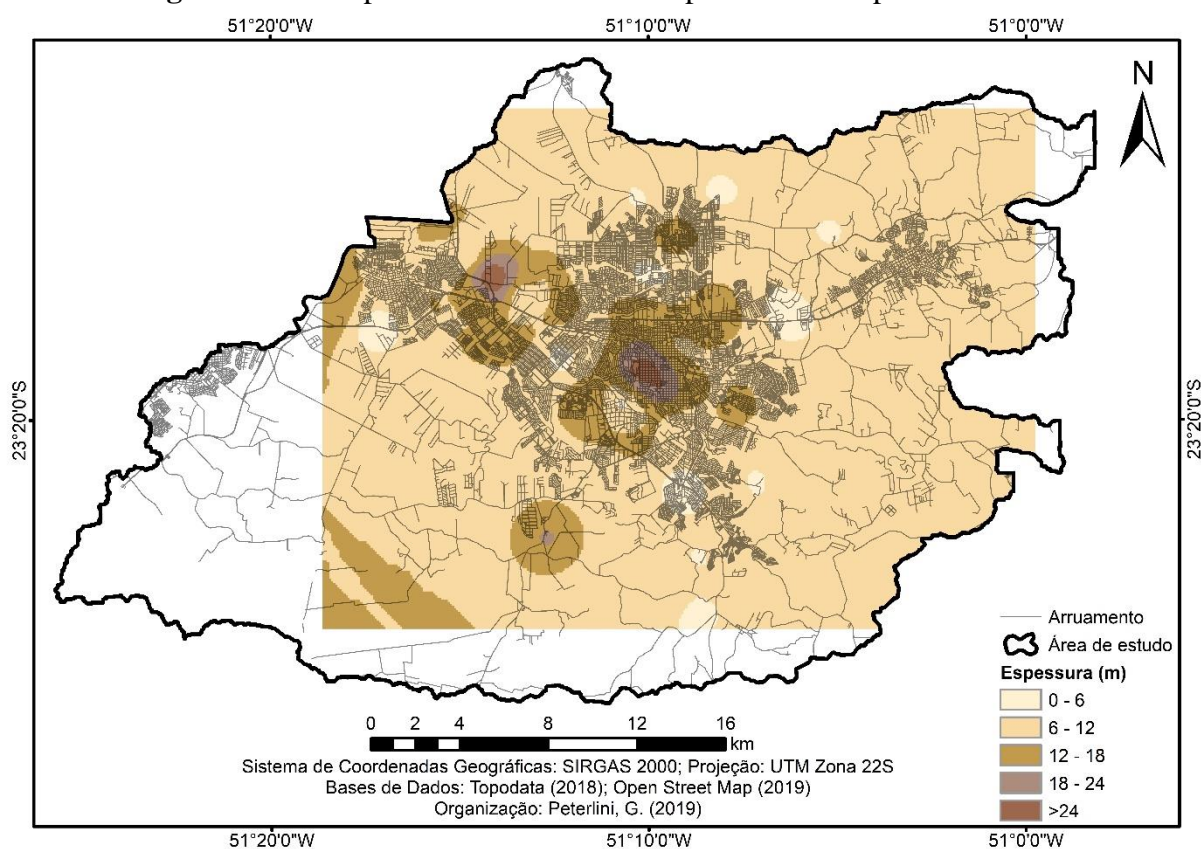 51°20'0"W 51°10'0"W 51°00'0"W
N
23°20'0"S 23°20'0"S
Arruamento
Área de estudo
Espessura (m)
0 - 6
6 - 12
12 - 18
18 - 24
>24
0 2 4 8 12 16
km
Sistema de Coordenadas Geográficas: SIRGAS 2000; Projeção: UTM Zona 22S
Bases de Dados: Topodata (2018); Open Street Map (2019)
Organização: Peterlini, G. (2019)
51°20'0"W 51°10'0"W 51°00'0"W